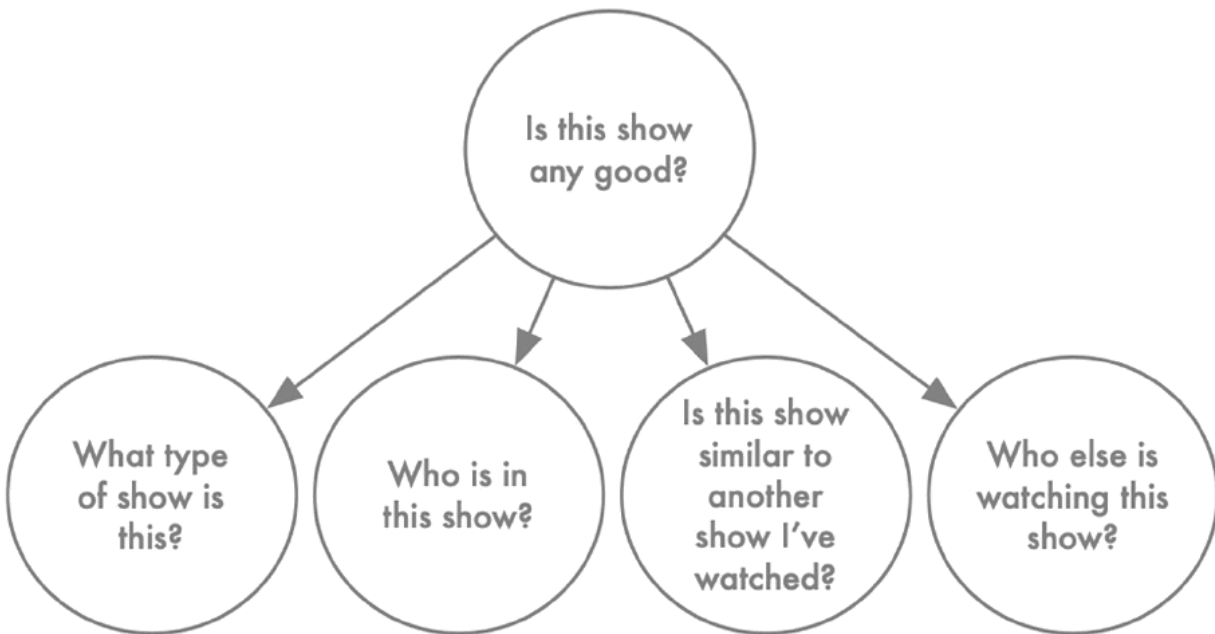 Is this show
any good?
What type
of show is
this?
Who is in
this show?
Is this show
similar to
another
show I've
watched?
Who else is
watching this
show?